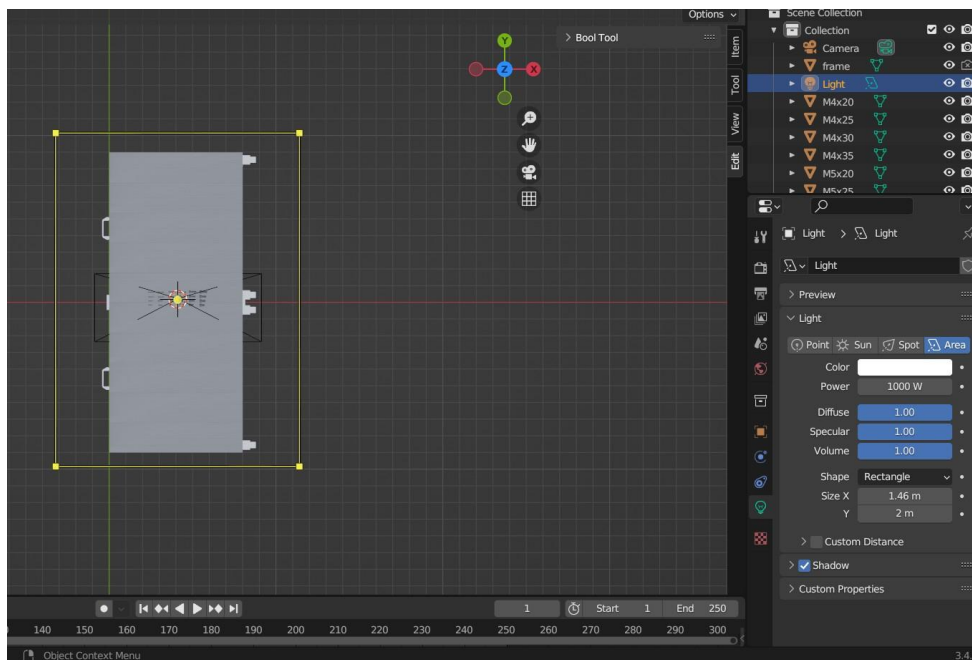 Options
Scene Collection
Collection
Camera
frame
Light
M4x20
M4x25
M4x30
M4x35
M5x20
M5x25
Bool Tool
Item
Tool
View
Edit
Y
Z
X
Light > Light
Light
Preview
Light
Point Sun Spot Area
Color
Power 1000 W
Diffuse 1.00
Specular 1.00
Volume 1.00
Shape Rectangle
Size X 1.46 m
Y 2 m
Custom Distance
Shadow
Custom Properties
1 Start 1 End 250
140 150 160 170 180 190 200 210 220 230 240 250 260 270 280 290 300
Object Context Menu
3.4